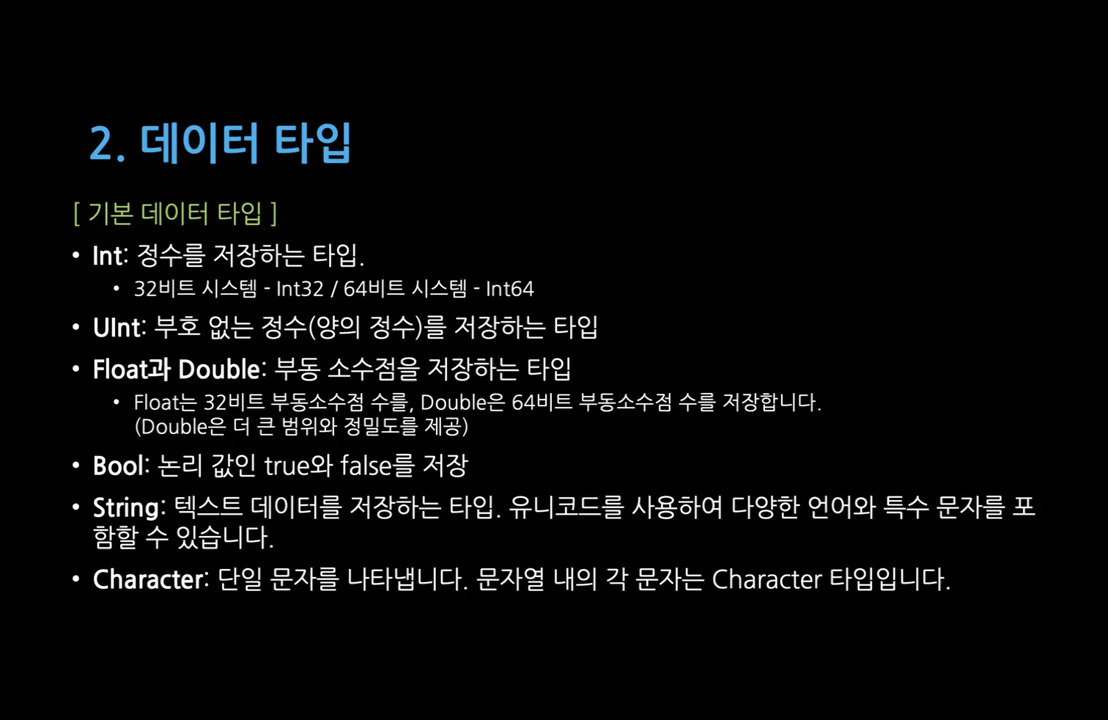 2. 데이터 타입
[ 기본 데이터 타입 ]
• Int: 정수를 저장하는 타입.
• 32비트 시스템 - Int32 / 64비트 시스템 - Int64
• UInt: 부호 없는 정수(양의 정수)를 저장하는 타입
• Float과 Double: 부동 소수점을 저장하는 타입
• Float는 32비트 부동소수점 수를, Double은 64비트 부동소수점 수를 저장합니다.
(Double은 더 큰 범위와 정밀도를 제공)
• Bool: 논리 값인 true와 false를 저장
• String: 텍스트 데이터를 저장하는 타입. 유니코드를 사용하여 다양한 언어와 특수 문자를 포
함할 수 있습니다.
• Character: 단일 문자를 나타냅니다. 문자열 내의 각 문자는 Character 타입입니다.